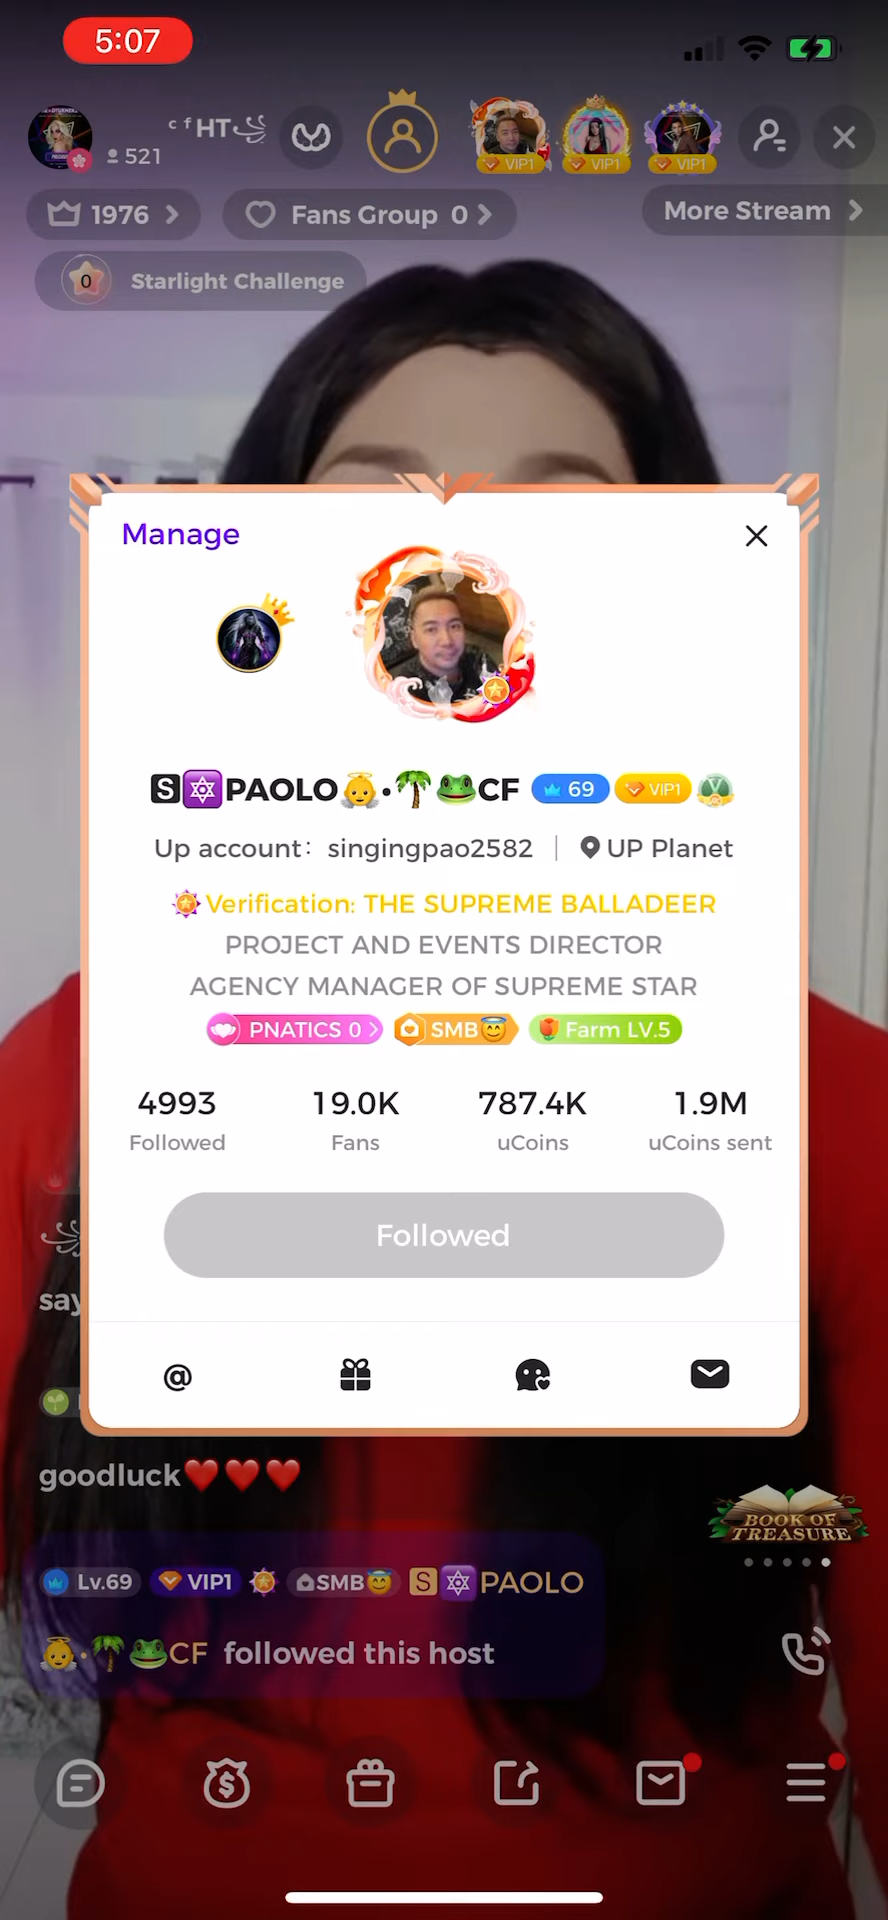 5:07
ᶜ ᶠ HT
521
VIP1
VIP1
VIP1
1976 >
Fans Group 0 >
More Stream >
0 Starlight Challenge
Manage
🆂🔯PAOLO👼•🌴🐸CF 69 VIP1
Up account: singingpao2582 | UP Planet
Verification: THE SUPREME BALLADEER
PROJECT AND EVENTS DIRECTOR
AGENCY MANAGER OF SUPREME STAR
PNATICS 0 > SMB😇 Farm LV.5
4993 19.0K 787.4K 1.9M
Followed Fans uCoins uCoins sent
Followed
say
@
goodluck❤️❤️❤️
BOOK OF
TREASURE
Lv.69 VIP1 SMB😇 🆂🔯PAOLO
👼•🌴🐸CF followed this host